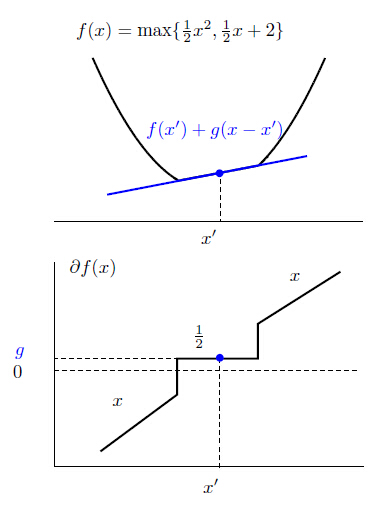 f(x) = max{½x², ½x + 2}
f(x′) + g(x − x′)
x′
∂f(x)
x
½
g
0
x
x′